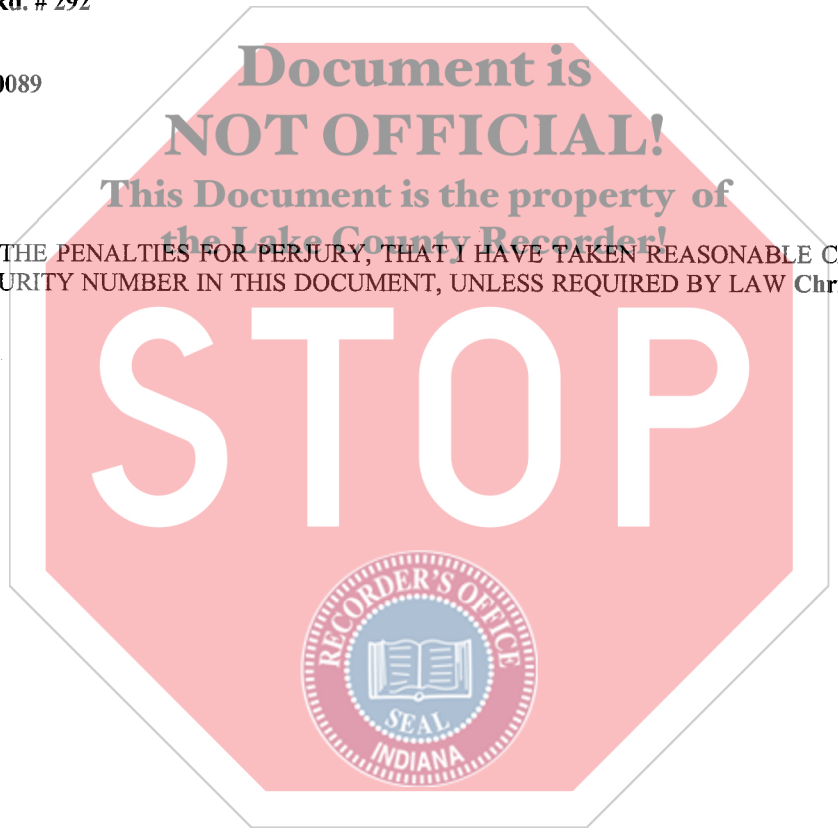 Rd. # 292
Document is
0089
NOT OFFICIAL!
This Document is the property of
the Lake County Recorder!
THE PENALTIES FOR PERJURY, THAT I HAVE TAKEN REASONABLE C
URITY NUMBER IN THIS DOCUMENT, UNLESS REQUIRED BY LAW Chr
STOP
RECORDER'S OFFICE
SEAL
INDIANA